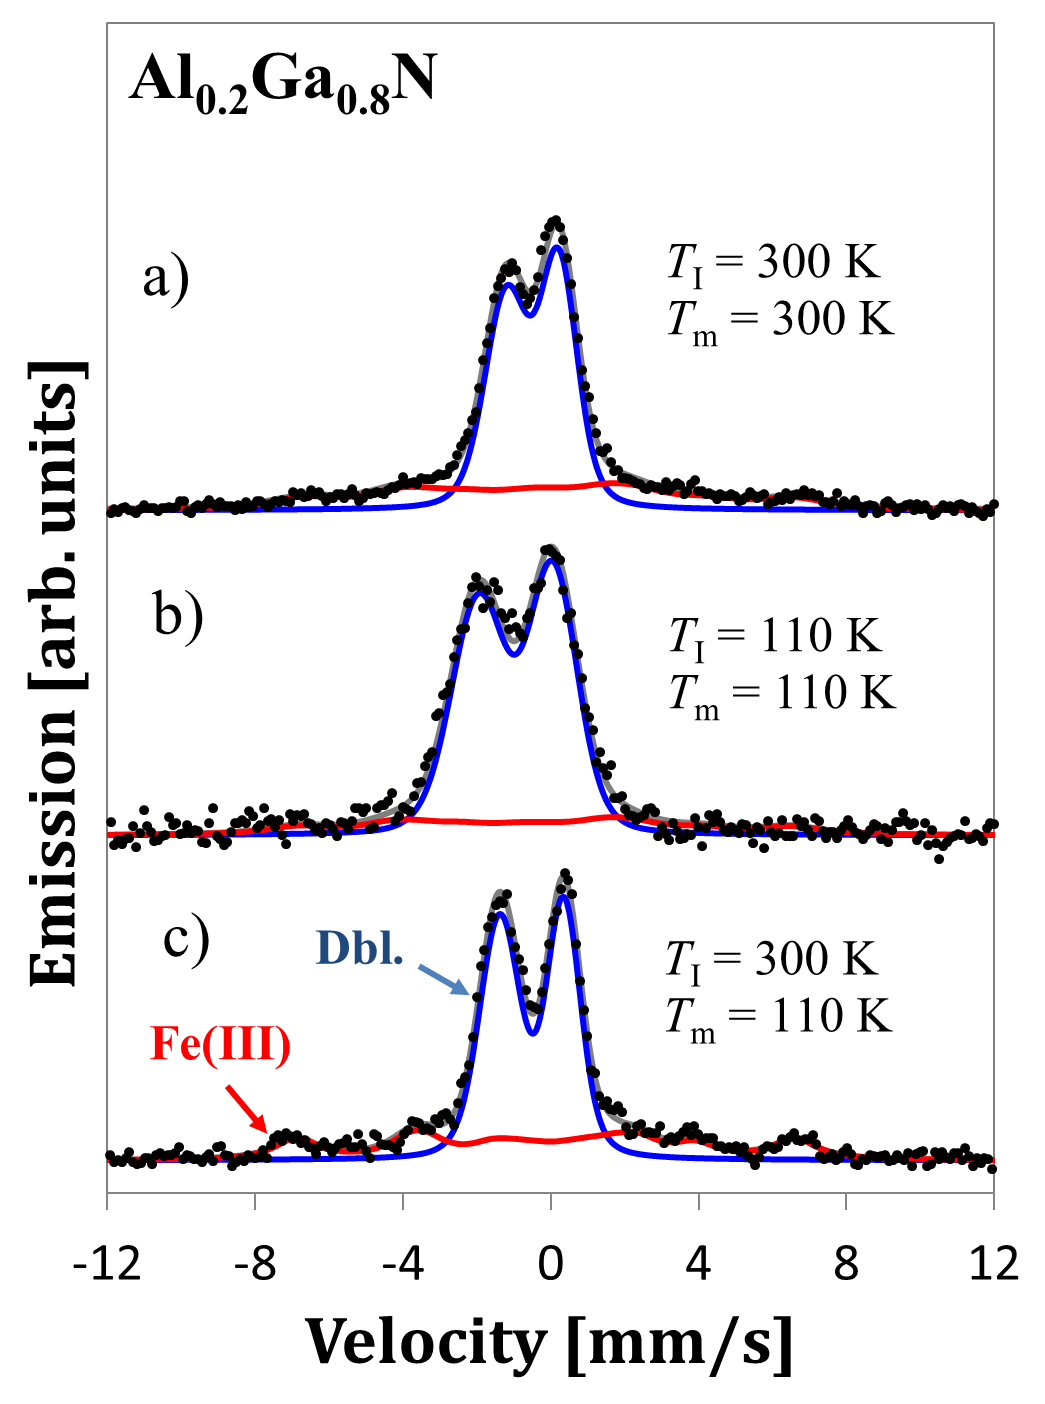 Al0.2Ga0.8N
a)
TI = 300 K
Tm = 300 K
b)
TI = 110 K
Tm = 110 K
c)
Dbl.
TI = 300 K
Tm = 110 K
Fe(III)
Emission [arb. units]
-12 -8 -4 0 4 8 12
Velocity [mm/s]